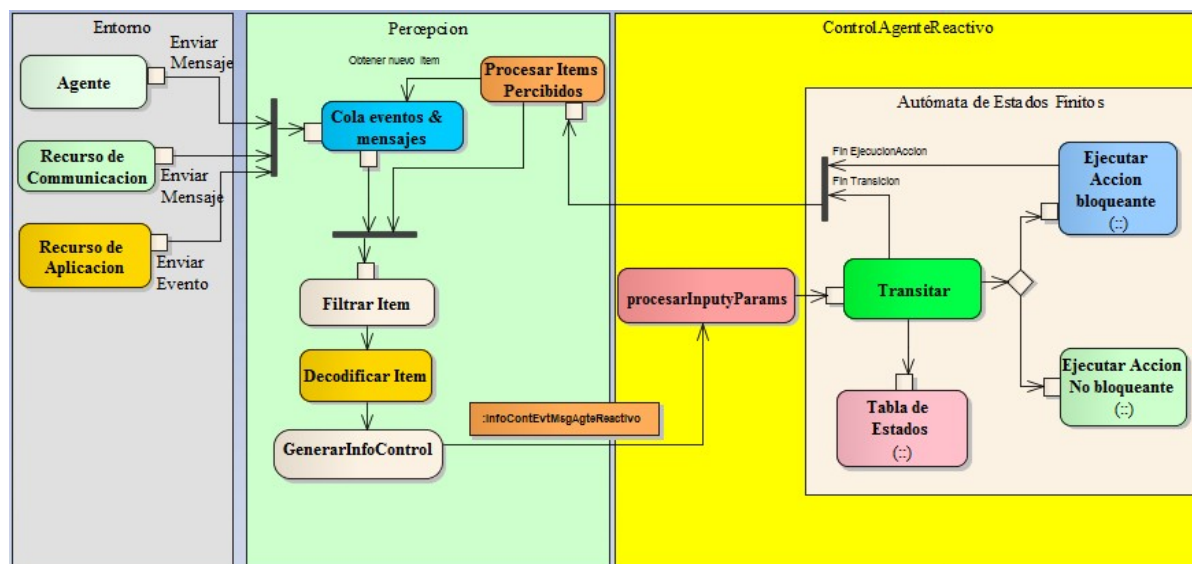 Entorno
Enviar
Mensaje
Agente
Recurso de
Communicacion
Enviar
Mensaje
Recurso de
Aplicacion
Enviar
Evento
Percepcion
Obtener nuevo Item
Procesar Items
Percibidos
Cola eventos &
mensajes
Filtrar Item
Decodificar Item
GenerarInfoControl
:InfoContEvtMsgAgteReactivo
ControlAgenteReactivo
procesarInputyParams
Autómata de Estados Finitos
Fin EjecucionAccion
Fin Transicion
Ejecutar
Accion
bloqueante
(::)
Transitar
Tabla de
Estados
(::)
Ejecutar Accion
No bloqueante
(::)